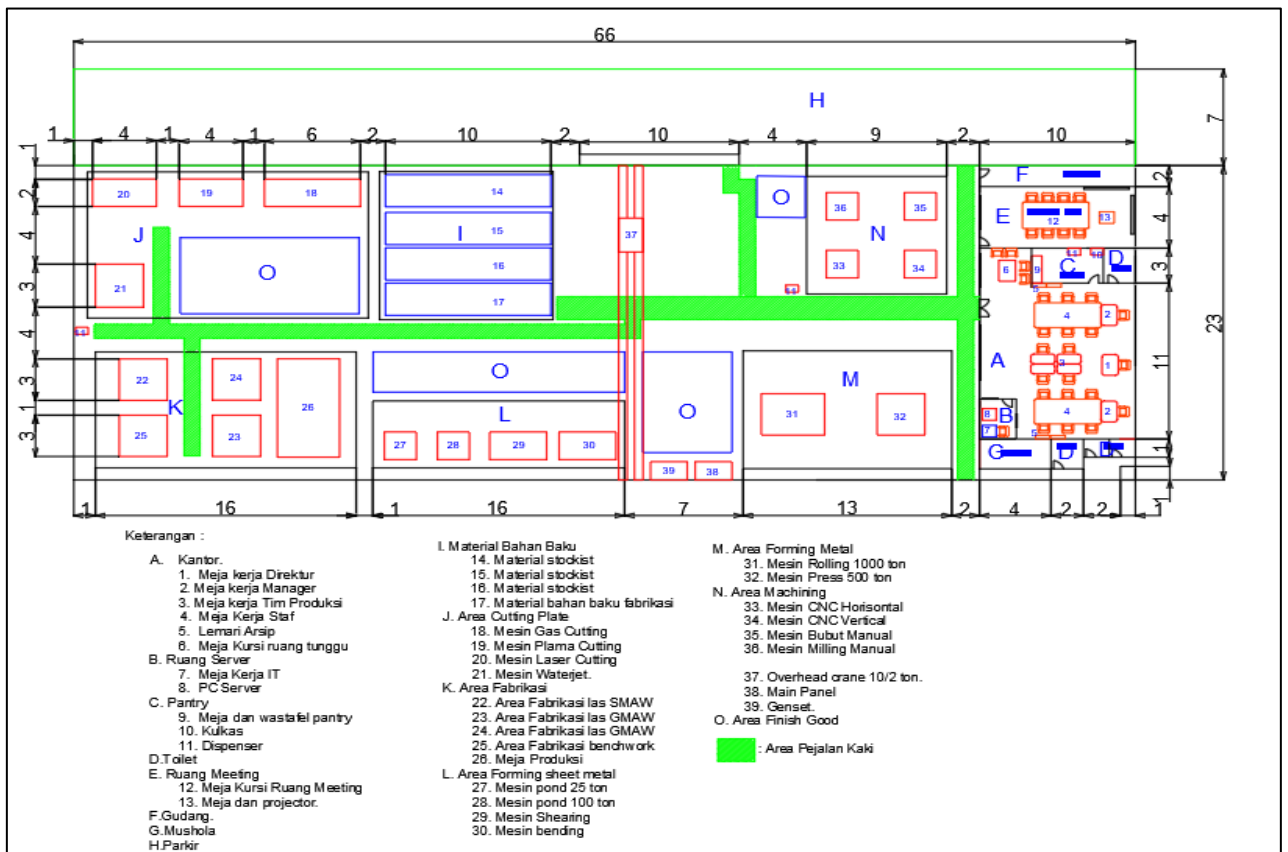 66
H
7
1 4 1 4 1 6 2 10 2 10 4 9 2 10
1
2
4
3
4
3
1
3
20 19 18
14
15
16
17
I
J
O
21
37
O
36 35
N
33 34
F
E
12 13
6 9 C 11 10 D
5
4 2
A
3 1
4 2
8 B
7
5
G D D
2
4
3
11
1
1
23
22 24 26
K
25 23
O
L
27 28 29 30
O
39 38
M
31 32
1 16 1 16 7 13 2 4 2 2 1
Keterangan :
A. Kantor.
1. Meja kerja Direktur
2. Meja kerja Manager
3. Meja kerja Tim Produksi
4. Meja Kerja Staf
5. Lemari Arsip
6. Meja Kursi ruang tunggu
B. Ruang Server
7. Meja Kerja IT
8. PC Server
C. Pantry
9. Meja dan wastafel pantry
10. Kulkas
11. Dispenser
D.Toilet
E. Ruang Meeting
12. Meja Kursi Ruang Meeting
13. Meja dan projector.
F.Gudang.
G.Mushola
H.Parkir
I. Material Bahan Baku
14. Material stockist
15. Material stockist
16. Material stockist
17. Material bahan baku fabrikasi
J. Area Cutting Plate
18. Mesin Gas Cutting
19. Mesin Plama Cutting
20. Mesin Laser Cutting
21. Mesin Waterjet.
K. Area Fabrikasi
22. Area Fabrikasi las SMAW
23. Area Fabrikasi las GMAW
24. Area Fabrikasi las GMAW
25. Area Fabrikasi benchwork
26. Meja Produksi
L. Area Forming sheet metal
27. Mesin pond 25 ton
28. Mesin pond 100 ton
29. Mesin Shearing
30. Mesin bending
M. Area Forming Metal
31. Mesin Rolling 1000 ton
32. Mesin Press 500 ton
N. Area Machining
33. Mesin CNC Horisontal
34. Mesin CNC Vertical
35. Mesin Bubut Manual
36. Mesin Milling Manual
37. Overhead crane 10/2 ton.
38. Main Panel
39. Genset.
O. Area Finish Good
: Area Pejalan Kaki